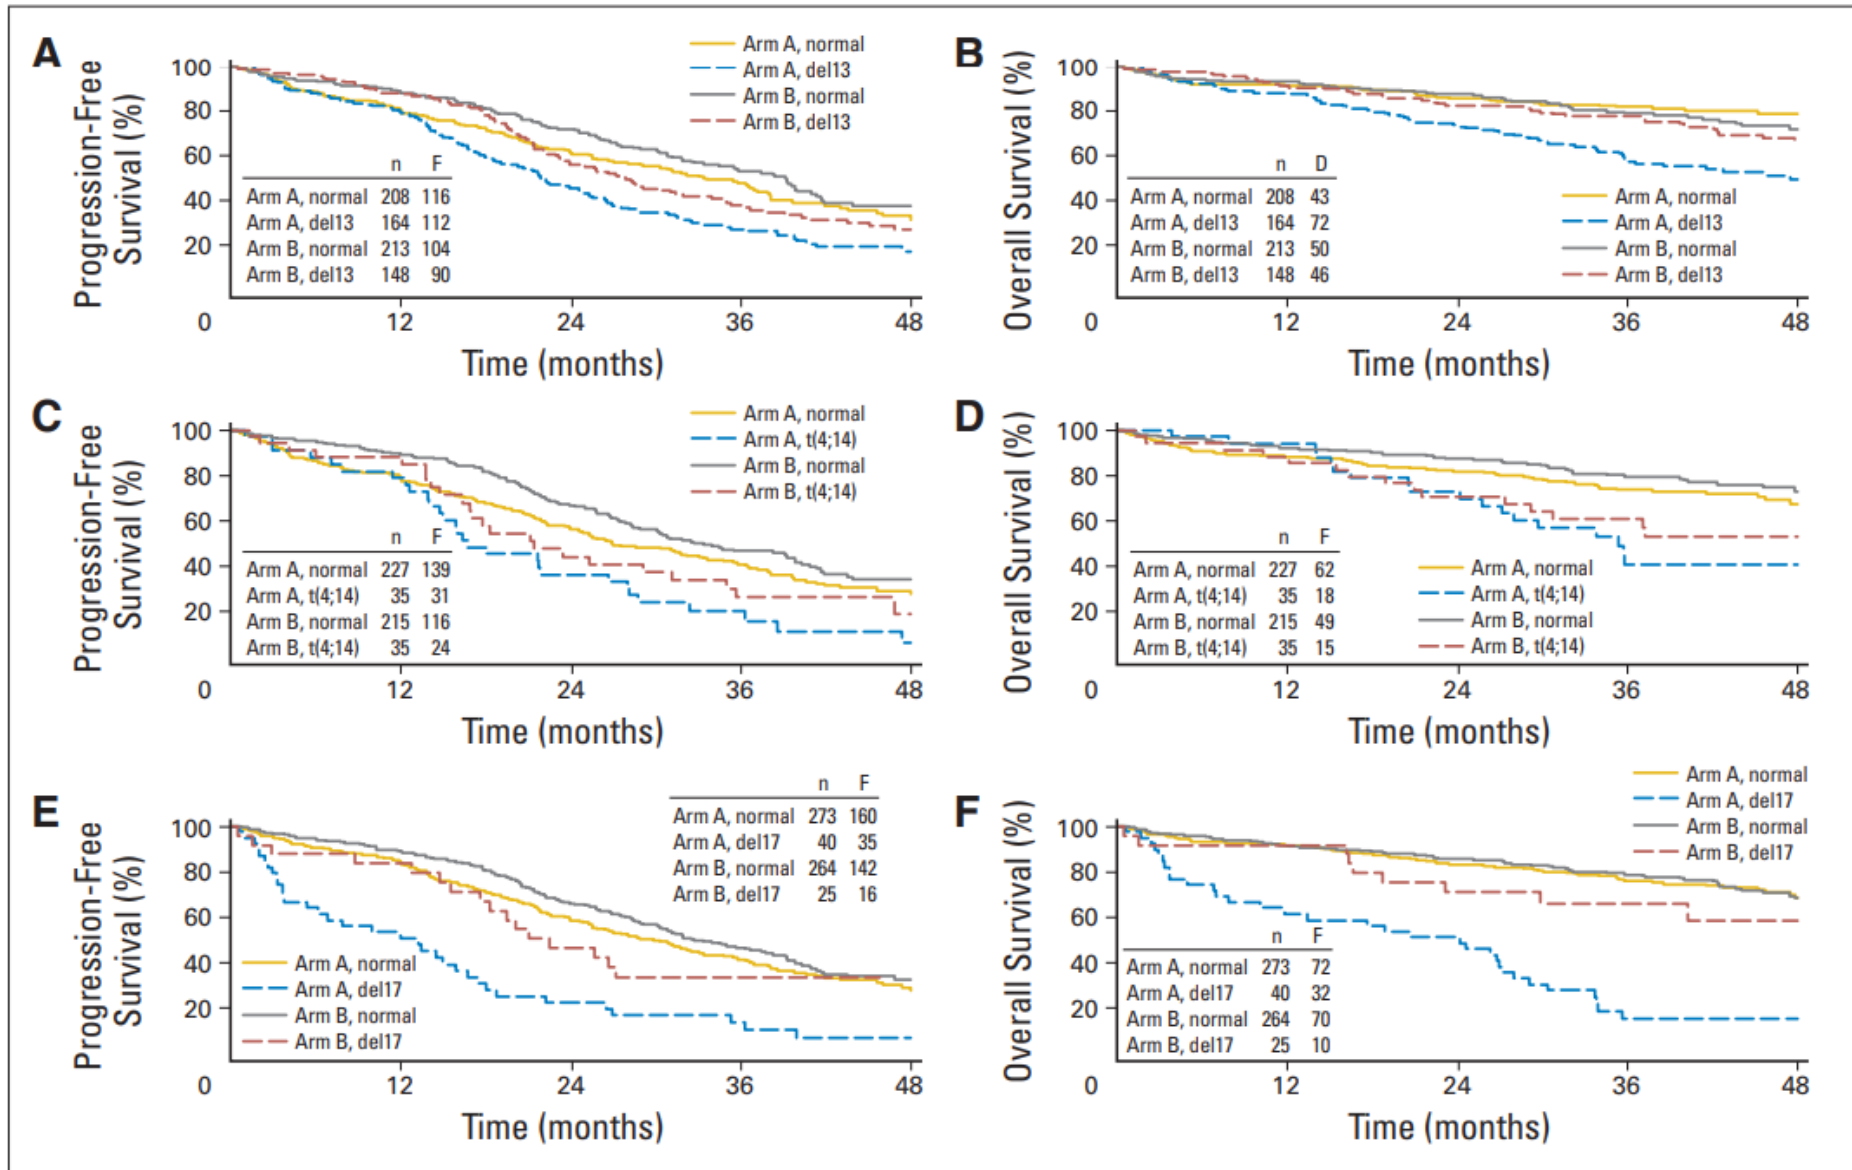 A
Progression-Free
Survival (%)
100
80
60
40
20
0
12
24
36
48
Time (months)
Arm A, normal
Arm A, del13
Arm B, normal
Arm B, del13
n F
Arm A, normal 208 116
Arm A, del13 164 112
Arm B, normal 213 104
Arm B, del13 148 90
B
Overall Survival (%)
100
80
60
40
20
0
12
24
36
48
Time (months)
n D
Arm A, normal 208 43
Arm A, del13 164 72
Arm B, normal 213 50
Arm B, del13 148 46
Arm A, normal
Arm A, del13
Arm B, normal
Arm B, del13
C
Progression-Free
Survival (%)
100
80
60
40
20
0
12
24
36
48
Time (months)
Arm A, normal
Arm A, t(4;14)
Arm B, normal
Arm B, t(4;14)
n F
Arm A, normal 227 139
Arm A, t(4;14) 35 31
Arm B, normal 215 116
Arm B, t(4;14) 35 24
D
Overall Survival (%)
100
80
60
40
20
0
12
24
36
48
Time (months)
n F
Arm A, normal 227 62
Arm A, t(4;14) 35 18
Arm B, normal 215 49
Arm B, t(4;14) 35 15
Arm A, normal
Arm A, t(4;14)
Arm B, normal
Arm B, t(4;14)
E
Progression-Free
Survival (%)
100
80
60
40
20
0
12
24
36
48
Time (months)
n F
Arm A, normal 273 160
Arm A, del17 40 35
Arm B, normal 264 142
Arm B, del17 25 16
Arm A, normal
Arm A, del17
Arm B, normal
Arm B, del17
F
Overall Survival (%)
100
80
60
40
20
0
12
24
36
48
Time (months)
Arm A, normal
Arm A, del17
Arm B, normal
Arm B, del17
n F
Arm A, normal 273 72
Arm A, del17 40 32
Arm B, normal 264 70
Arm B, del17 25 10